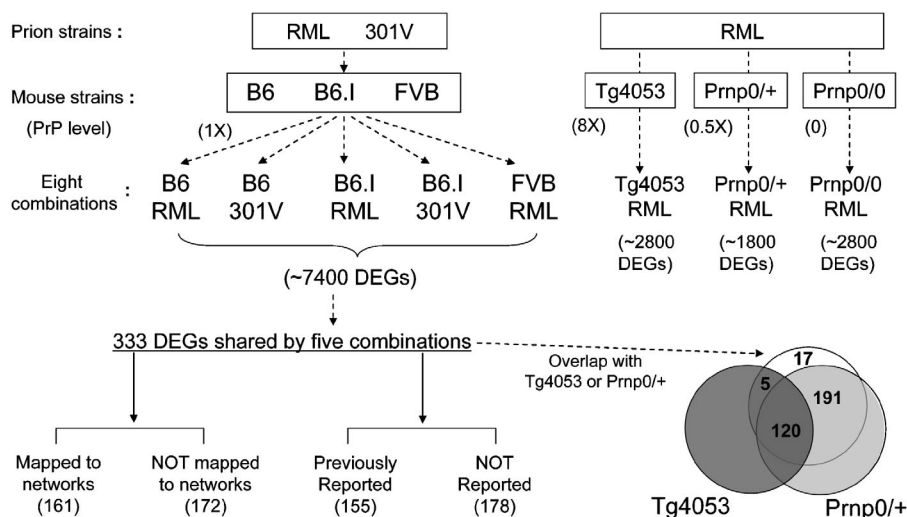 Prion strains :
RML 301V
RML
Mouse strains :
(PrP level)
B6 B6.I FVB
Tg4053
Prnp0/+
Prnp0/0
(1X)
(8X)
(0.5X)
(0)
Eight
combinations :
B6
RML
B6
301V
B6.I
RML
B6.I
301V
FVB
RML
Tg4053
RML
(~2800
DEGs)
Prnp0/+
RML
(~1800
DEGs)
Prnp0/0
RML
(~2800
DEGs)
(~7400 DEGs)
333 DEGs shared by five combinations
Overlap with
Tg4053 or Prnp0/+
17
5
191
120
Tg4053
Prnp0/+
Mapped to
networks
(161)
NOT mapped
to networks
(172)
Previously
Reported
(155)
NOT
Reported
(178)